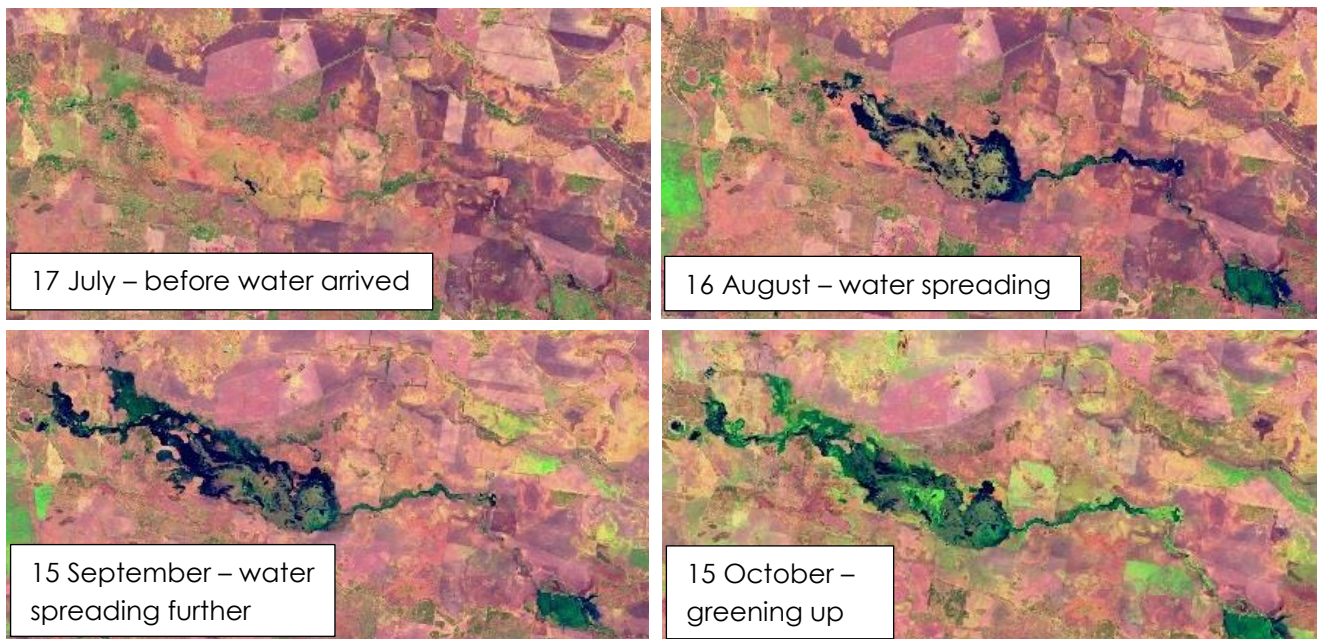 17 July – before water arrived
16 August – water spreading
15 September – water
spreading further
15 October –
greening up